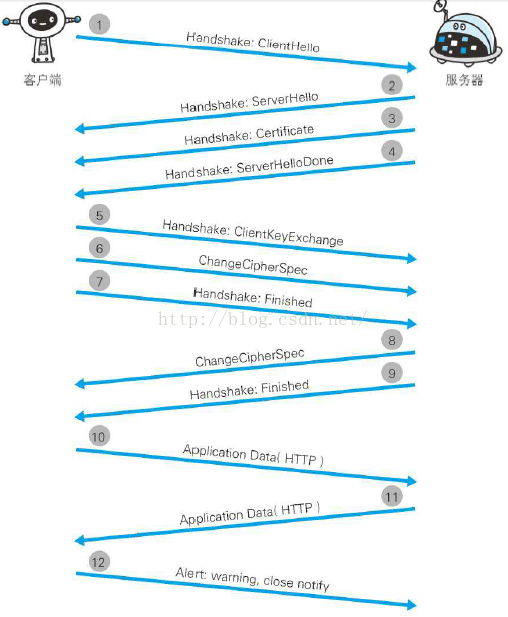 1
Handshake: ClientHello
客户端
服务器
2
Handshake: ServerHello
3
Handshake: Certificate
4
Handshake: ServerHelloDone
5
Handshake: ClientKeyExchange
6
ChangeCipherSpec
7
Handshake: Finished
http://blog.csdn.net/
8
ChangeCipherSpec
9
Handshake: Finished
10
Application Data( HTTP )
11
Application Data( HTTP )
12
Alert: warning, close notify